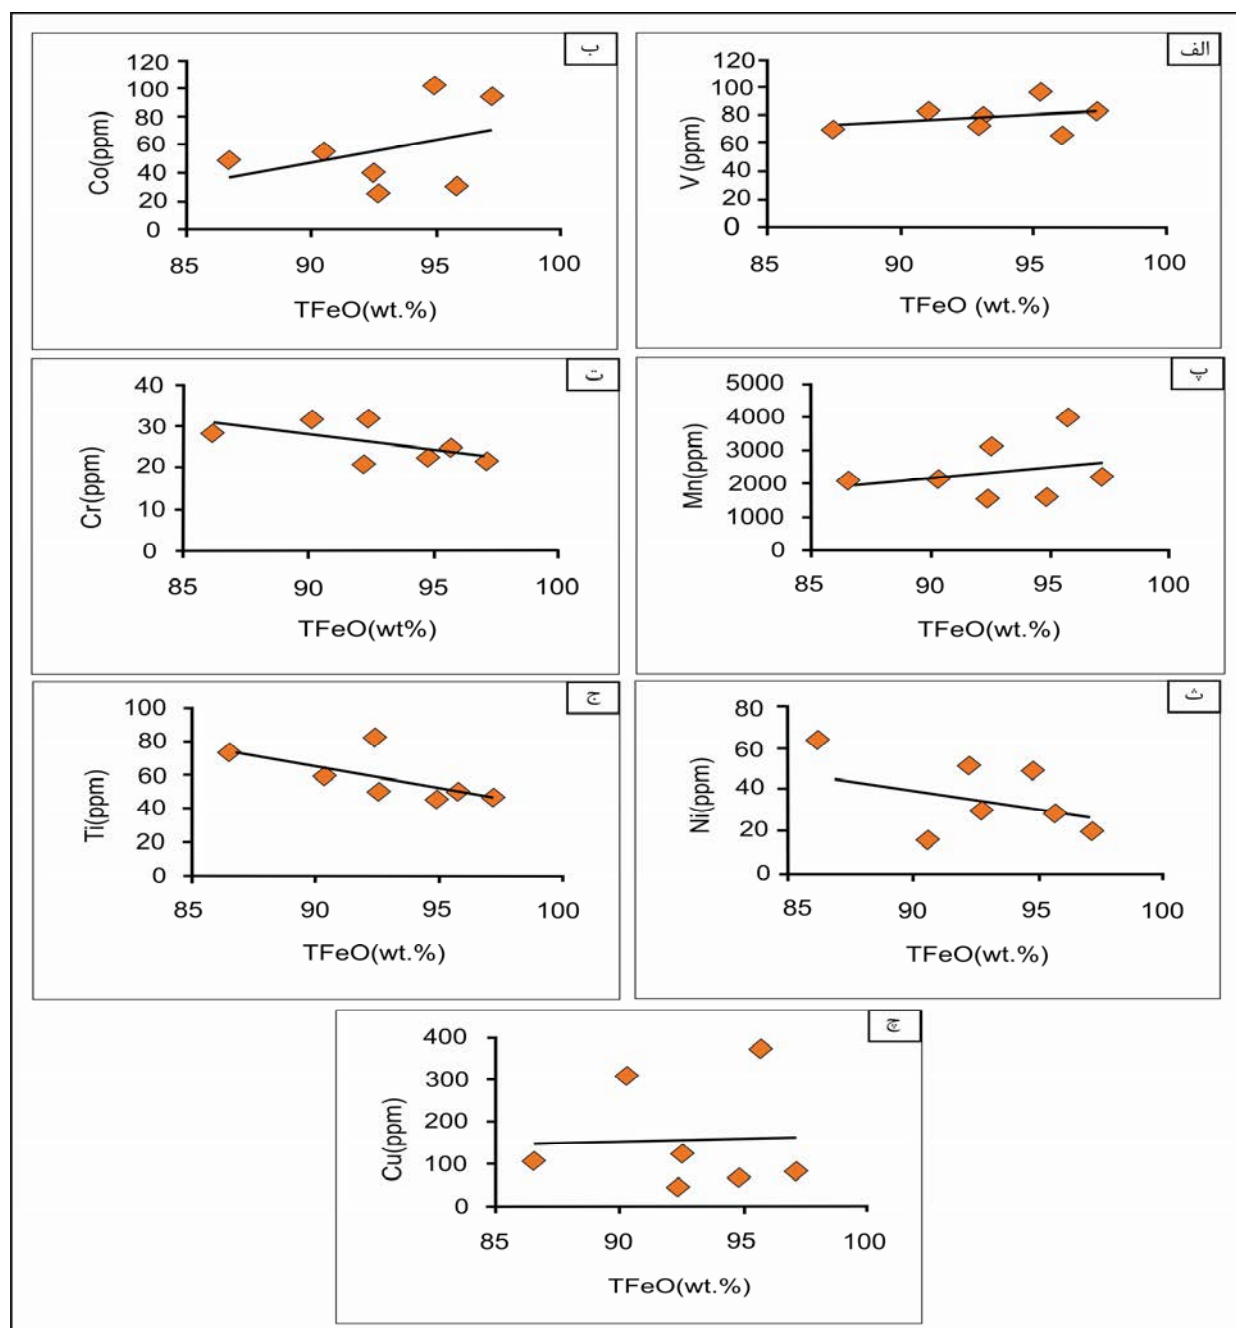 الف
120
100
80
60
40
20
0
V(ppm)
85 90 95 100
TFeO (wt.%)
ب
120
100
80
60
40
20
0
Co(ppm)
85 90 95 100
TFeO(wt.%)
پ
5000
4000
3000
2000
1000
0
Mn(ppm)
85 90 95 100
TFeO(wt.%)
ت
40
30
20
10
0
Cr(ppm)
85 90 95 100
TFeO(wt%)
ث
80
60
40
20
0
Ni(ppm)
85 90 95 100
TFeO(wt.%)
ج
100
80
60
40
20
0
Ti(ppm)
85 90 95 100
TFeO(wt.%)
چ
400
300
200
100
0
Cu(ppm)
85 90 95 100
TFeO(wt.%)